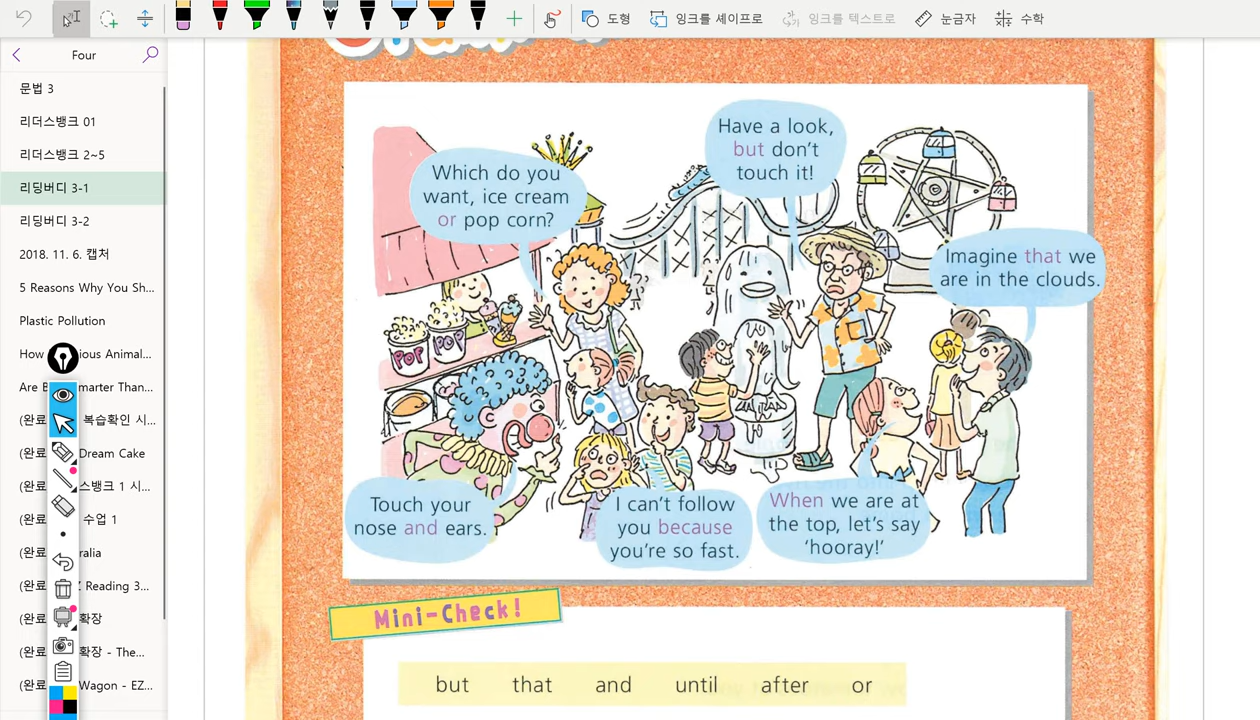 도형
잉크를 셰이프로
잉크를 텍스트로
눈금자
수학
Four
문법 3
리더스뱅크 01
리더스뱅크 2~5
리딩버디 3-1
리딩버디 3-2
2018. 11. 6. 캡처
5 Reasons Why You Sh...
Plastic Pollution
How ious Animal...
Are marter Than...
(완료 복습확인 시...
(완료 Dream Cake
(완료 스뱅크 1 시...
(완료 수업 1
(완료 ralia
(완료 Reading 3...
(완료 확장
(완료 확장 - The...
(완료 Wagon - EZ...
Which do you
want, ice cream
or pop corn?
Have a look,
but don't
touch it!
Imagine that we
are in the clouds.
POP
POP
Touch your
nose and ears.
I can't follow
you because
you're so fast.
When we are at
the top, let's say
'hooray!'
Mini-Check!
but that and until after or